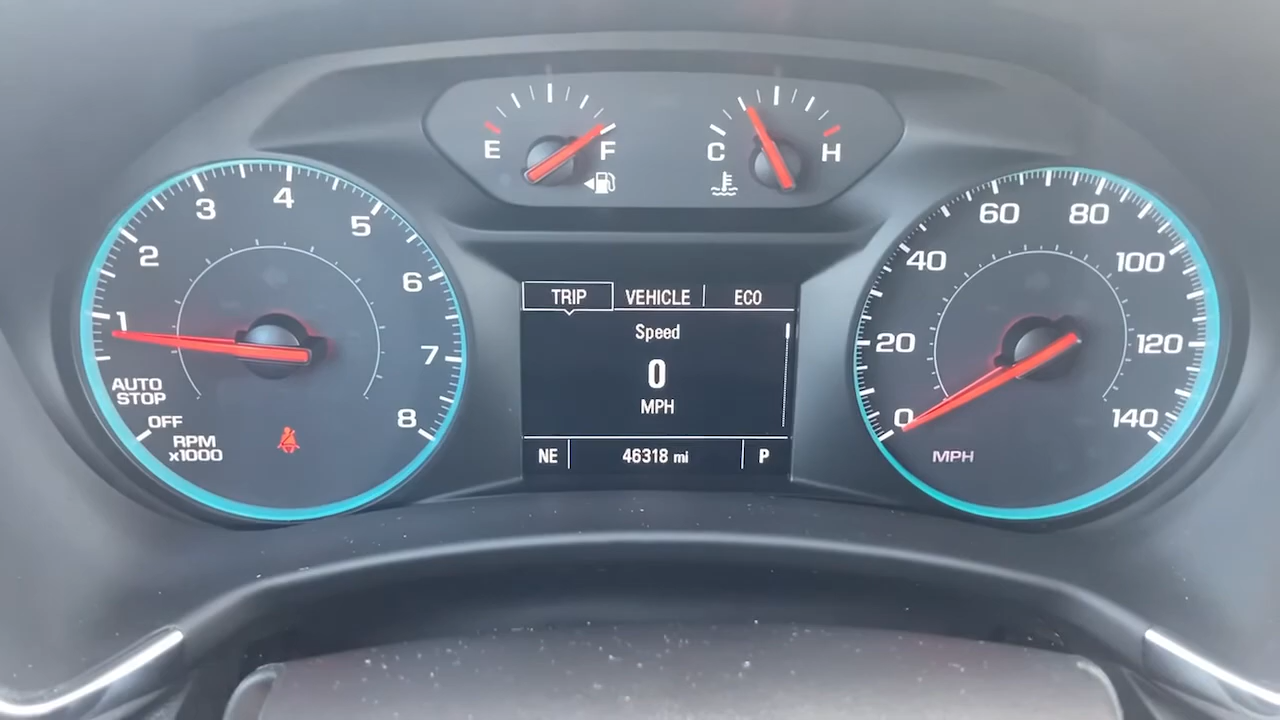 E F
C H
1
2
3
4
5
6
7
8
AUTO
STOP
OFF
RPM
x1000
TRIP VEHICLE ECO
Speed
0
MPH
NE 46318 mi P
0
20
40
60
80
100
120
140
MPH